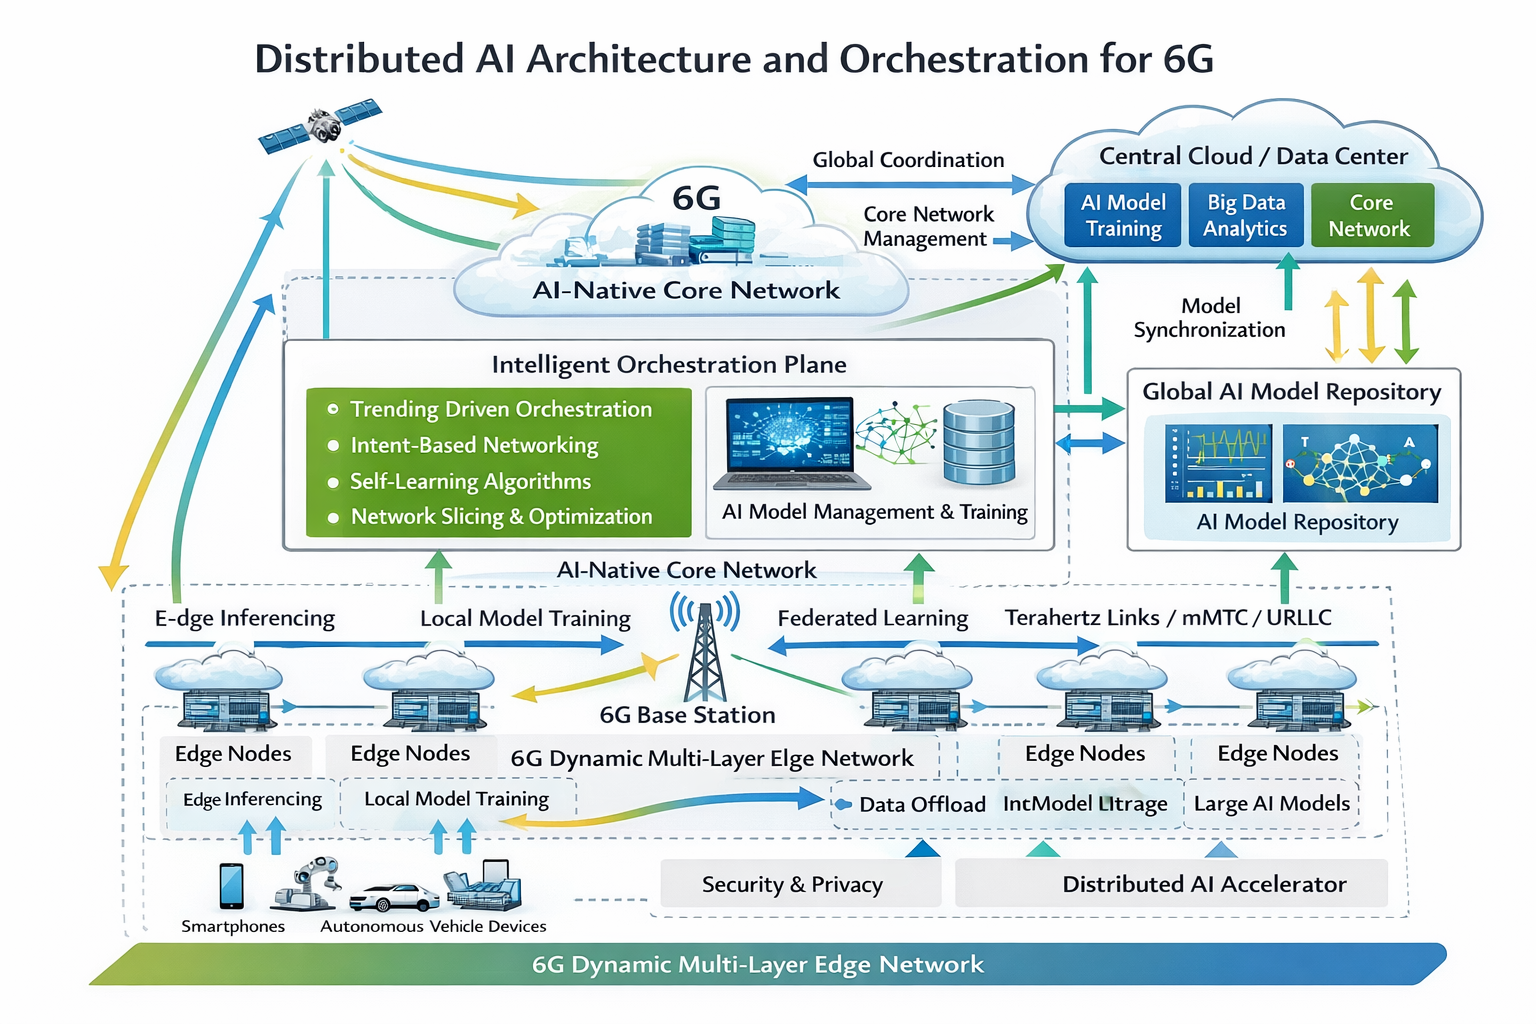 Distributed AI Architecture and Orchestration for 6G
Global Coordination
Central Cloud / Data Center
6G
AI Model
Training
Big Data
Analytics
Core
Network
Core Network
Management
AI-Native Core Network
Model
Synchronization
Intelligent Orchestration Plane
Trending Driven Orchestration
Intent-Based Networking
Self-Learning Algorithms
Network Slicing & Optimization
AI Model Management & Training
Global AI Model Repository
T
A
AI Model Repository
AI-Native Core Network
E-dge Inferencing
Local Model Training
Federated Learning
Terahertz Links / mMTC / URLLC
6G Base Station
Edge Nodes
Edge Nodes
6G Dynamic Multi-Layer Elge Network
Edge Nodes
Edge Nodes
Edge Inferencing
Local Model Training
Data Offload
IntModel Litrage
Large AI Models
Security & Privacy
Distributed AI Accelerator
Smartphones
Autonomous Vehicle Devices
6G Dynamic Multi-Layer Edge Network